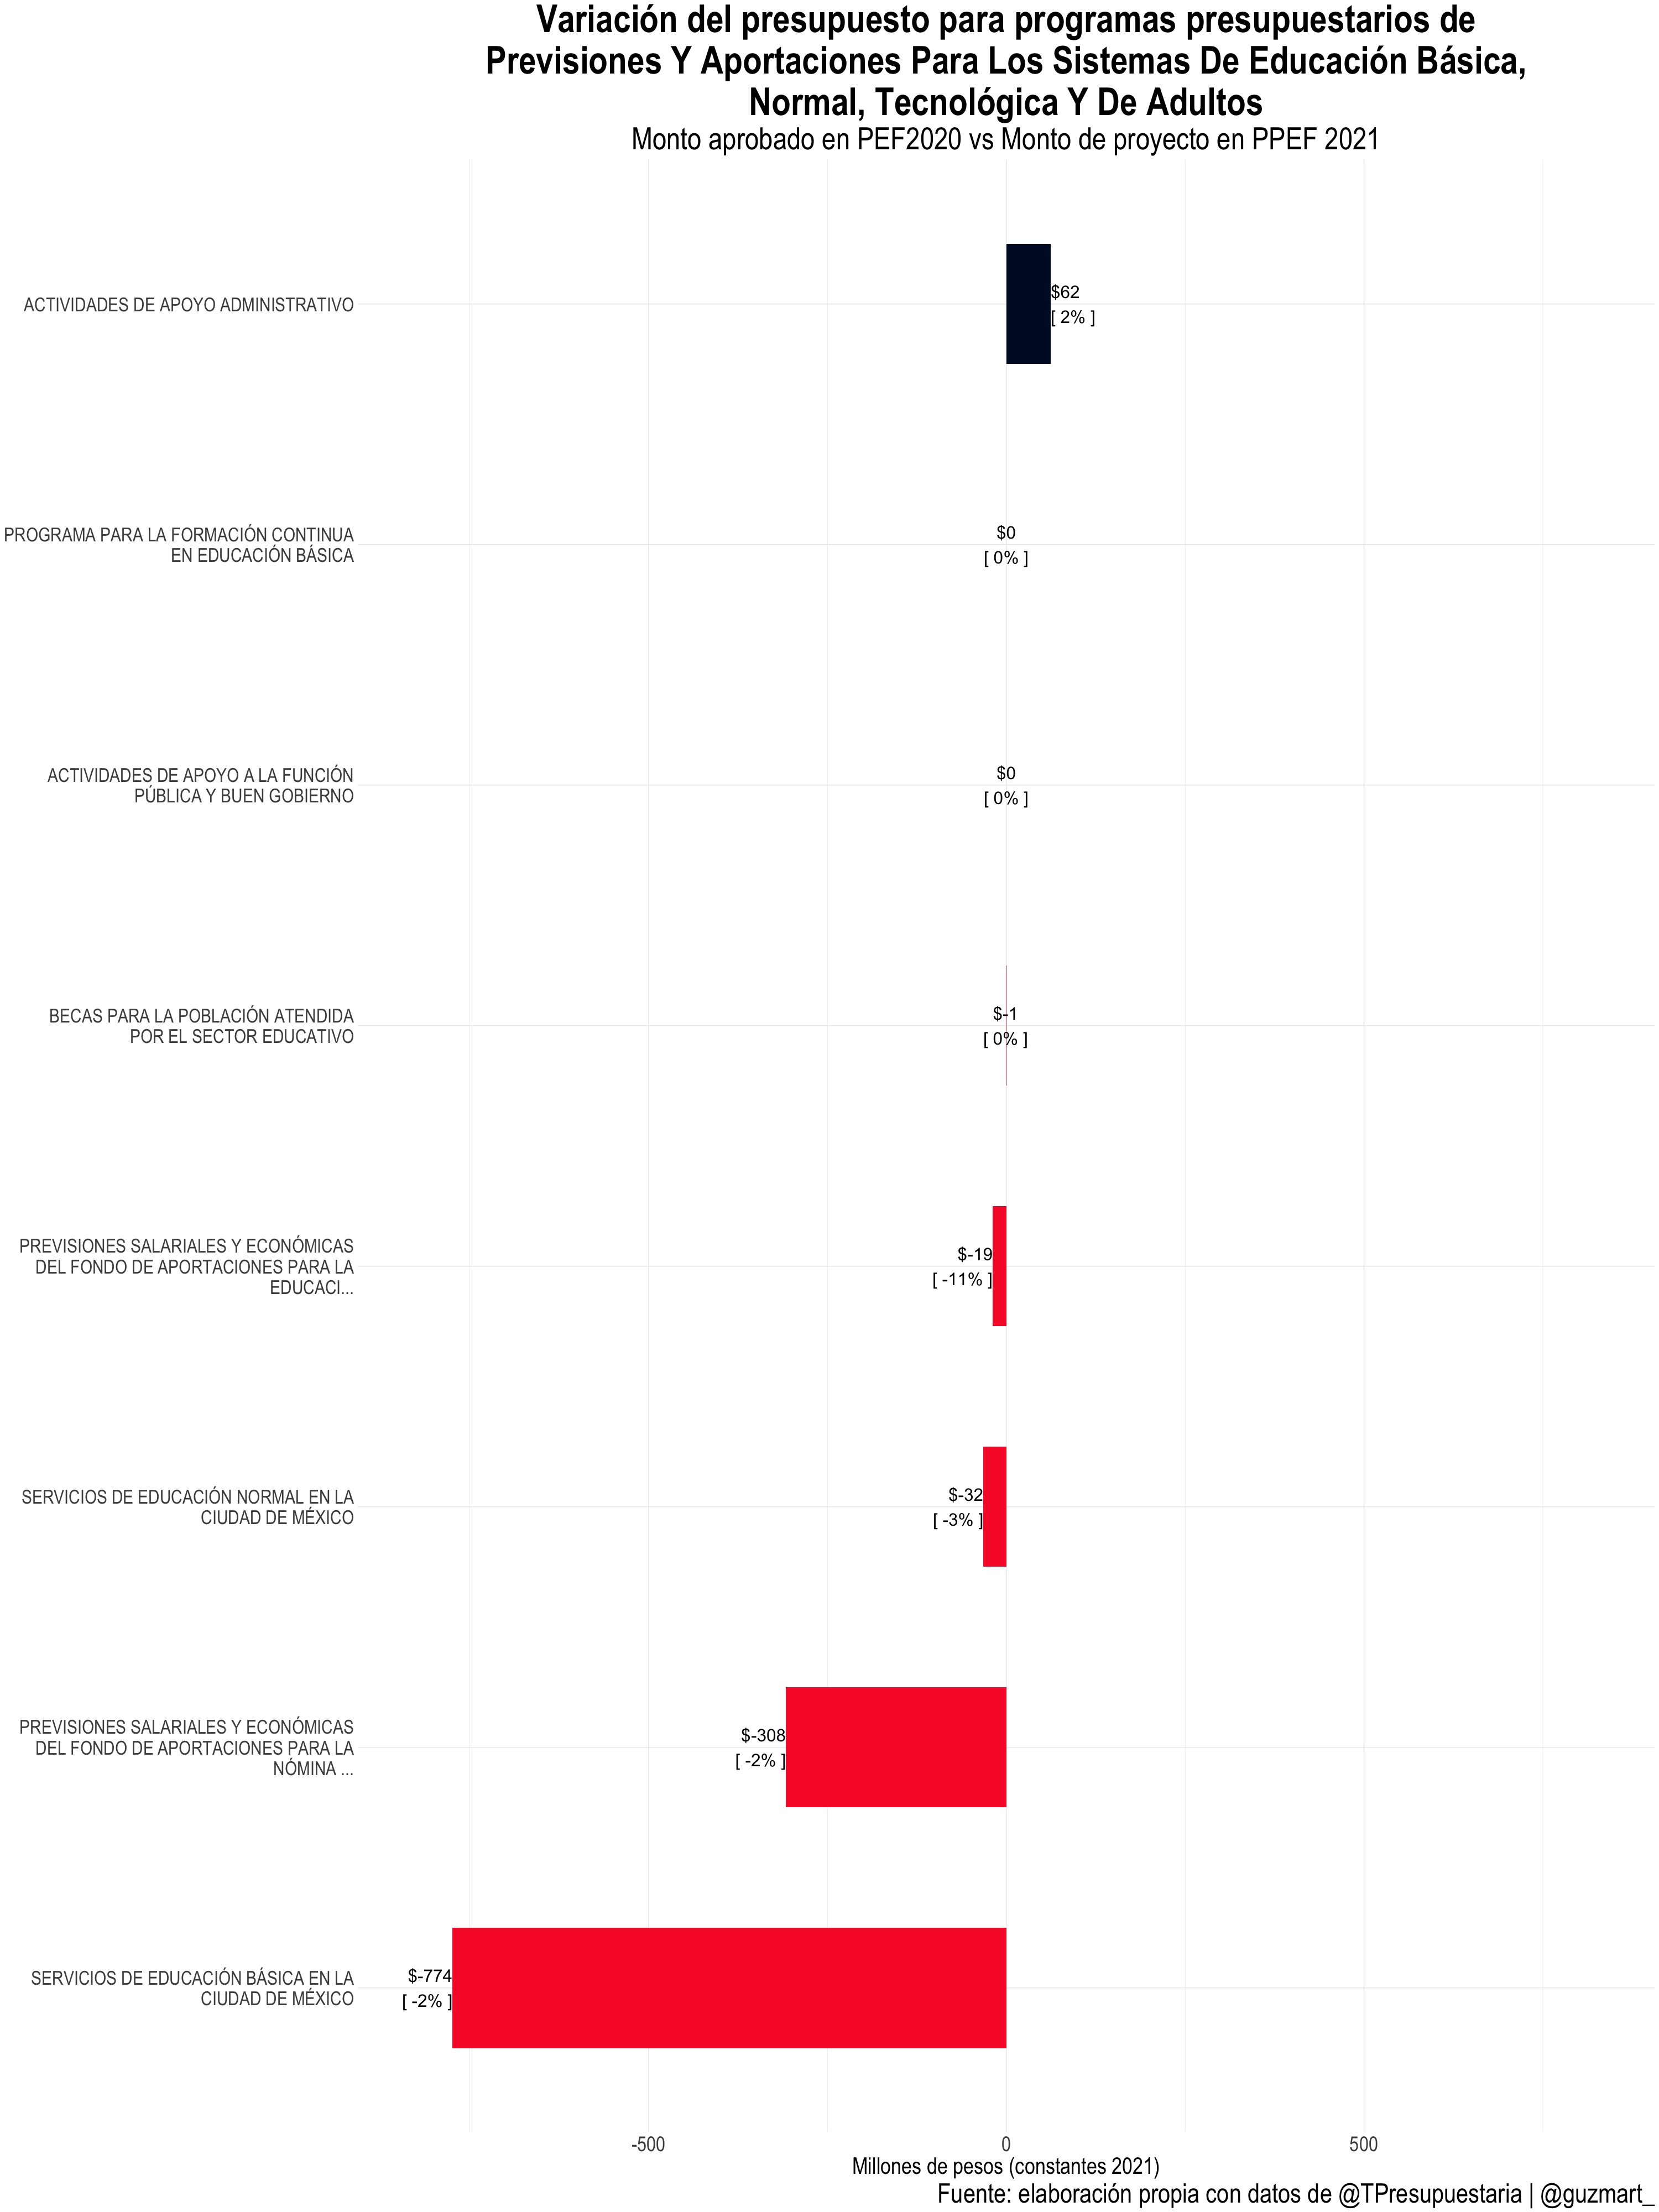 Variación del presupuesto para programas presupuestarios de
Previsiones Y Aportaciones Para Los Sistemas De Educación Básica,
Normal, Tecnológica Y De Adultos
Monto aprobado en PEF2020 vs Monto de proyecto en PPEF 2021
ACTIVIDADES DE APOYO ADMINISTRATIVO
$62
[ 2% ]
PROGRAMA PARA LA FORMACIÓN CONTINUA
EN EDUCACIÓN BÁSICA
$0
[ 0% ]
ACTIVIDADES DE APOYO A LA FUNCIÓN
PÚBLICA Y BUEN GOBIERNO
$0
[ 0% ]
BECAS PARA LA POBLACIÓN ATENDIDA
POR EL SECTOR EDUCATIVO
$-1
[ 0% ]
PREVISIONES SALARIALES Y ECONÓMICAS
DEL FONDO DE APORTACIONES PARA LA
EDUCACI...
$-19
[ -11% ]
SERVICIOS DE EDUCACIÓN NORMAL EN LA
CIUDAD DE MÉXICO
$-32
[ -3% ]
PREVISIONES SALARIALES Y ECONÓMICAS
DEL FONDO DE APORTACIONES PARA LA
NÓMINA ...
$-308
[ -2% ]
SERVICIOS DE EDUCACIÓN BÁSICA EN LA
CIUDAD DE MÉXICO
$-774
[ -2% ]
-500 0 500
Millones de pesos (constantes 2021)
Fuente: elaboración propia con datos de @TPresupuestaria | @guzmart_